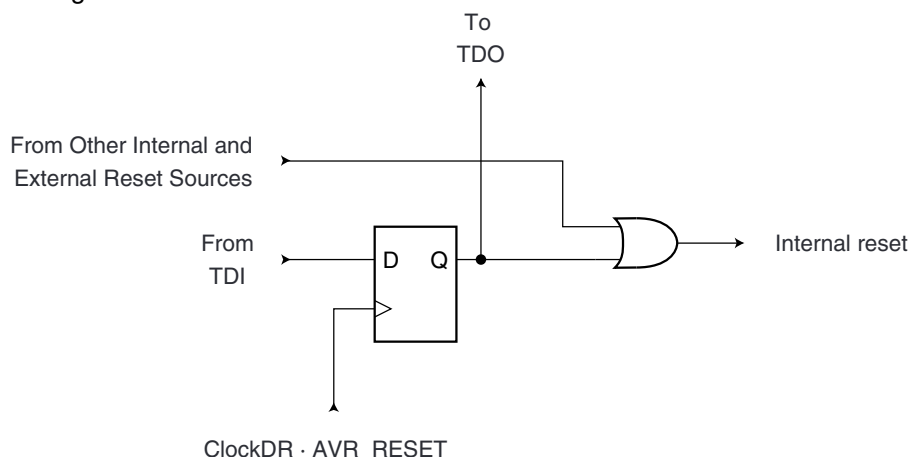 To
TDO
From Other Internal and
External Reset Sources
From
TDI
D Q
Internal reset
ClockDR · AVR_RESET